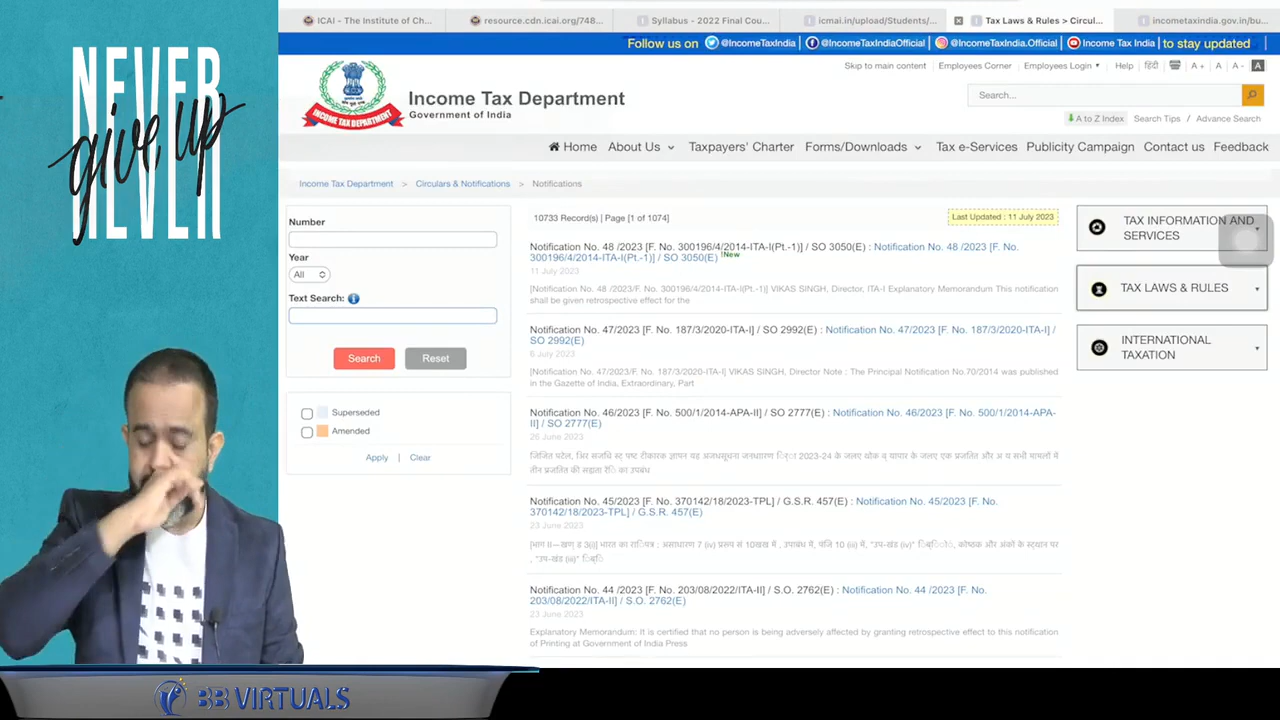 ICAI - The Institute of Ch...
resource.cdn.icai.org/748...
Syllabus - 2022 Final Cou...
icmai.in/upload/Students/...
Tax Laws & Rules > Circul...
incometaxindia.gov.in/bu...
Follow us on @IncomeTaxIndia | @IncomeTaxIndiaOfficial | @IncomeTaxIndia.Official | Income Tax India | to stay updated
Skip to main content | Employees Corner | Employees Login | Help | हिंदी | A + | A | A - | A
NEVER
give up
NEVER
Income Tax Department
Government of India
INCOME TAX DEPARTMENT
Search...
A to Z Index Search Tips / Advance Search
Home About Us Taxpayers' Charter Forms/Downloads Tax e-Services Publicity Campaign Contact us Feedback
Income Tax Department > Circulars & Notifications > Notifications
Number
Year
All
Text Search:
Search Reset
Superseded
Amended
Apply | Clear
10733 Record(s) | Page [1 of 1074]
Last Updated : 11 July 2023
Notification No. 48 /2023 [F. No. 300196/4/2014-ITA-I(Pt.-1)] / SO 3050(E) : Notification No. 48 /2023 [F. No.
300196/4/2014-ITA-I(Pt.-1)] / SO 3050(E) !New
11 July 2023
[Notification No. 48 /2023/F. No. 300196/4/2014-ITA-I(Pt.-1)] VIKAS SINGH, Director, ITA-I Explanatory Memorandum This notification
shall be given retrospective effect for the
Notification No. 47/2023 [F. No. 187/3/2020-ITA-I] / SO 2992(E) : Notification No. 47/2023 [F. No. 187/3/2020-ITA-I] /
SO 2992(E)
6 July 2023
[Notification No. 47/2023/F. No. 187/3/2020-ITA-I] VIKAS SINGH, Director Note : The Principal Notification No.70/2014 was published
in the Gazette of India, Extraordinary, Part
Notification No. 46/2023 [F. No. 500/1/2014-APA-II] / SO 2777(E) : Notification No. 46/2023 [F. No. 500/1/2014-APA-
II] / SO 2777(E)
26 June 2023
2023-24 के
तीन प्रजतित की
Notification No. 45/2023 [F. No. 370142/18/2023-TPL] / G.S.R. 457(E) : Notification No. 45/2023 [F. No.
370142/18/2023-TPL] / G.S.R. 457(E)
23 June 2023
[भाग II—खण् ड 3(i)] भारत का
Notification No. 44 /2023 [F. No. 203/08/2022/ITA-II] / S.O. 2762(E) : Notification No. 44 /2023 [F. No.
203/08/2022/ITA-II] / S.O. 2762(E)
23 June 2023
Explanatory Memorandum: It is certified that no person is being adversely affected by granting retrospective effect to this notification
of Printing at Government of India Press
TAX INFORMATION AND
SERVICES
TAX LAWS & RULES
INTERNATIONAL
TAXATION
BB VIRTUALS